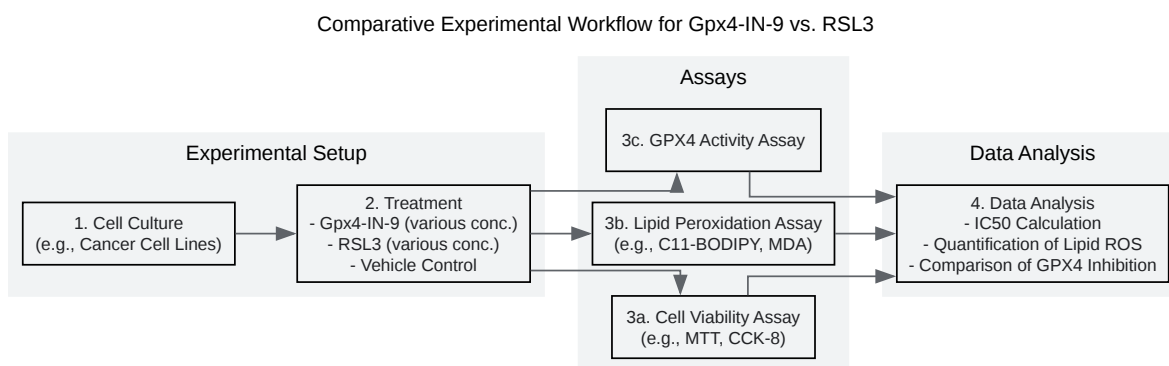 Comparative Experimental Workflow for Gpx4-IN-9 vs. RSL3
Experimental Setup
1. Cell Culture
(e.g., Cancer Cell Lines)
2. Treatment
- Gpx4-IN-9 (various conc.)
- RSL3 (various conc.)
- Vehicle Control
Assays
3c. GPX4 Activity Assay
3b. Lipid Peroxidation Assay
(e.g., C11-BODIPY, MDA)
3a. Cell Viability Assay
(e.g., MTT, CCK-8)
Data Analysis
4. Data Analysis
- IC50 Calculation
- Quantification of Lipid ROS
- Comparison of GPX4 Inhibition